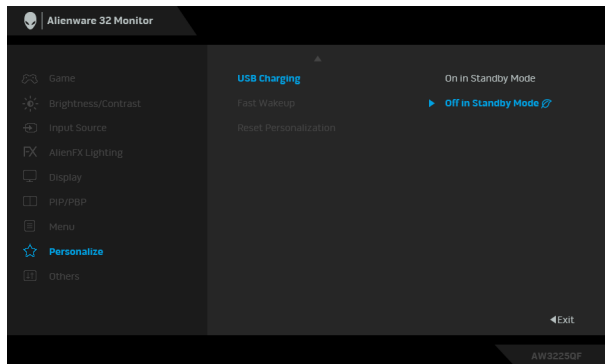 Alienware 32 Monitor
Game
Brightness/Contrast
Input Source
AlienFX Lighting
Display
PIP/PBP
Menu
Personalize
Others
USB Charging
Fast Wakeup
Reset Personalization
On in Standby Mode
Off in Standby Mode
Exit
AW3225QF